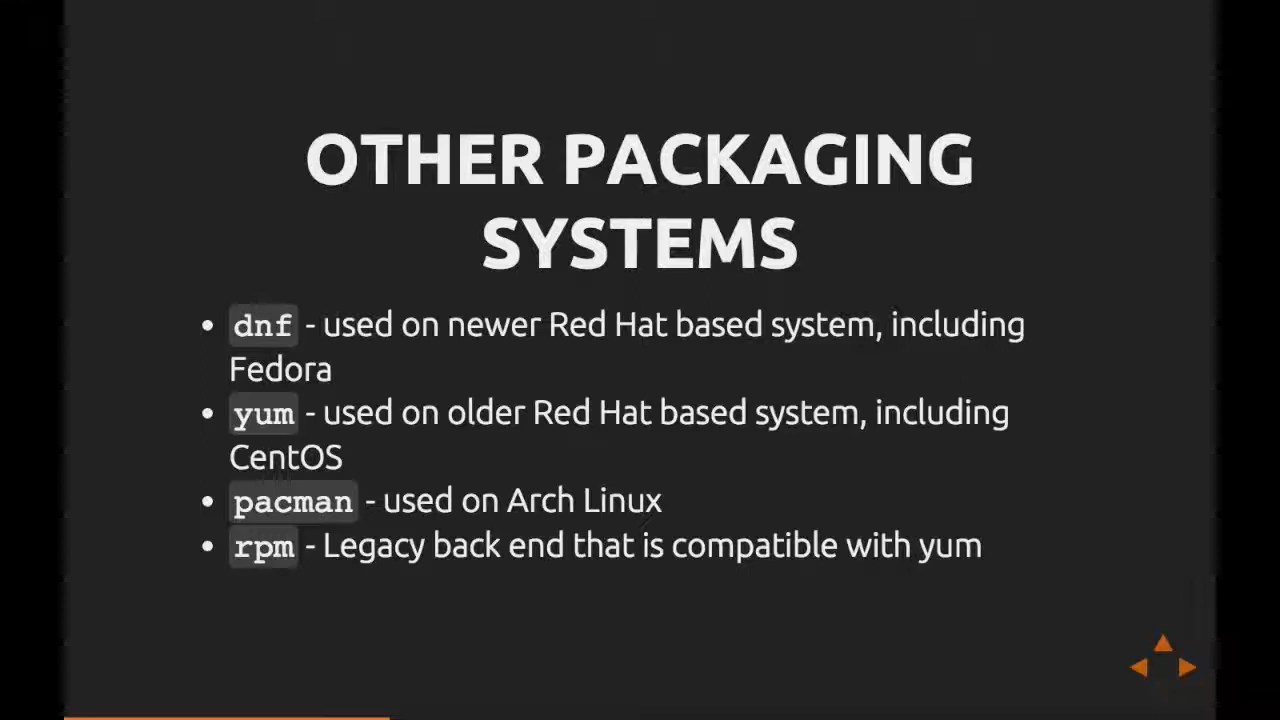 OTHER PACKAGING
SYSTEMS
• dnf - used on newer Red Hat based system, including
Fedora
• yum - used on older Red Hat based system, including
CentOS
• pacman - used on Arch Linux
• rpm - Legacy back end that is compatible with yum